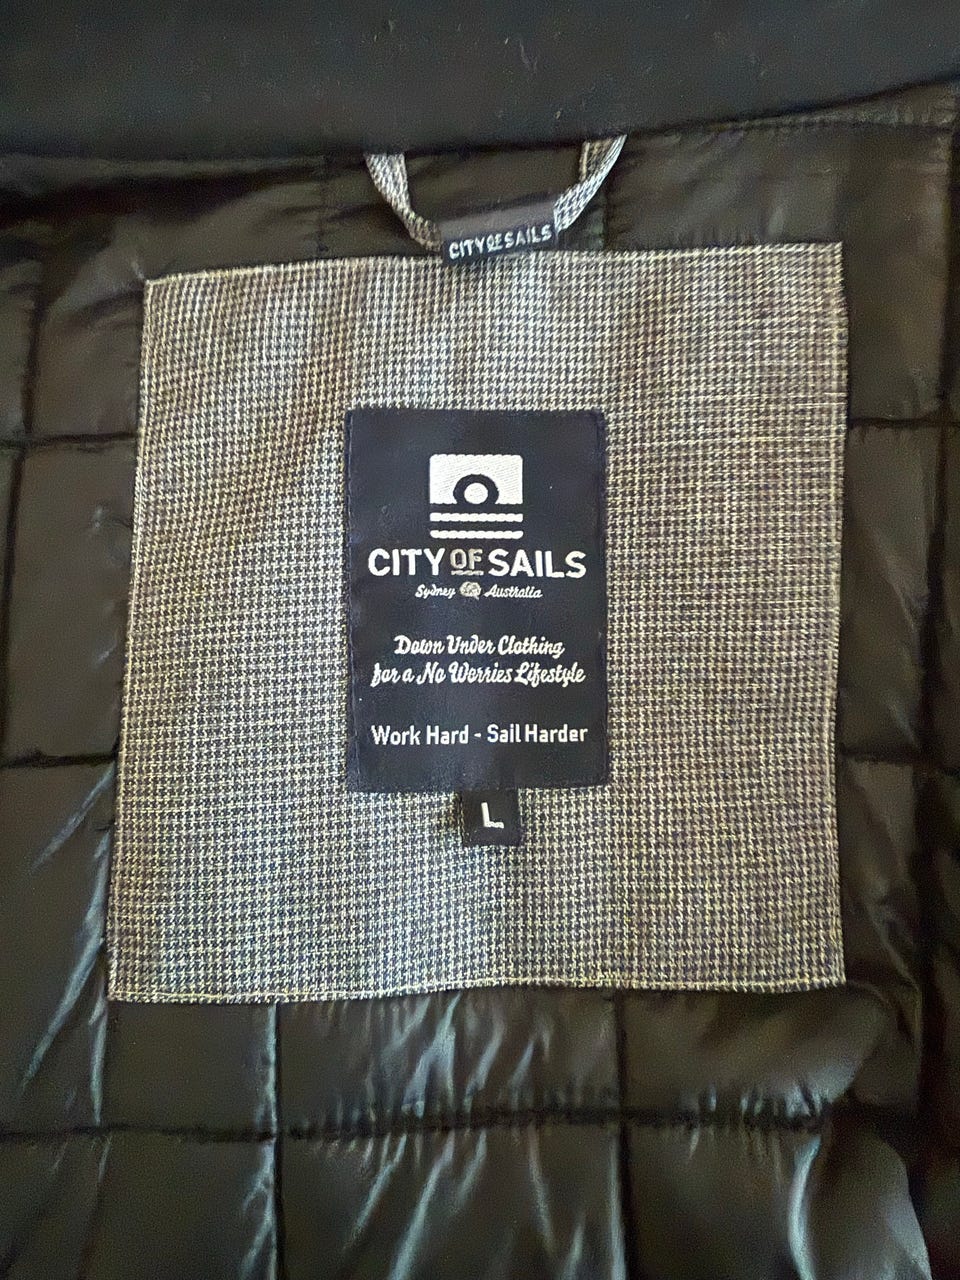 CITY OF SAILS
CITY OF SAILS
Sydney Australia
Down Under Clothing
for a No Worries Lifestyle
Work Hard - Sail Harder
L